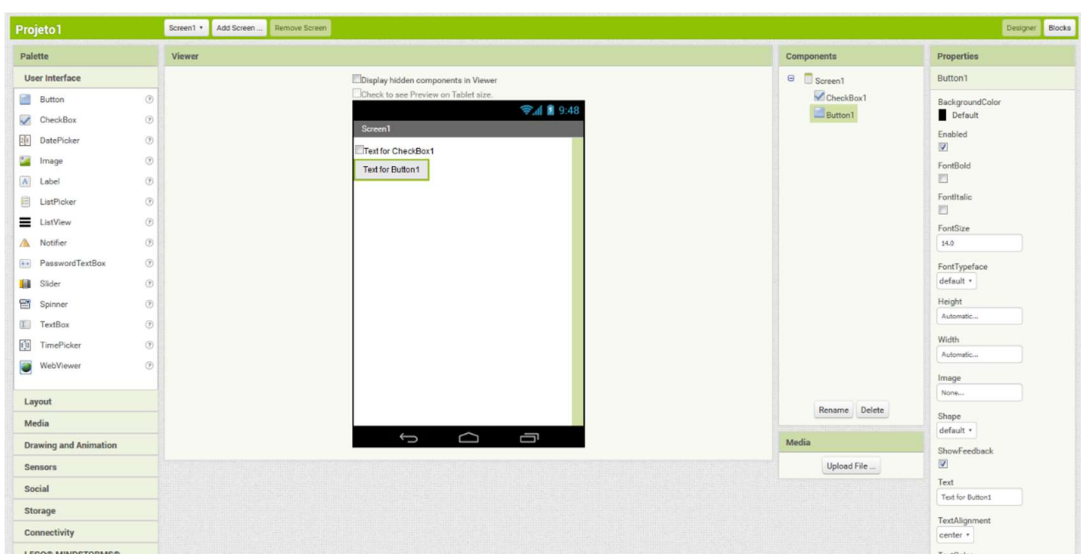 Projeto1
Screen1
Add Screen ...
Remove Screen
Designer
Blocks
Palette
User Interface
Button
CheckBox
DatePicker
Image
Label
ListPicker
ListView
Notifier
PasswordTextBox
Slider
Spinner
TextBox
TimePicker
WebViewer
Layout
Media
Drawing and Animation
Sensors
Social
Storage
Connectivity
LEGO® MINDSTORMS®
Viewer
Display hidden components in Viewer
Check to see Preview on Tablet size.
9:48
Screen1
Text for CheckBox1
Text for Button1
Components
Screen1
CheckBox1
Button1
Rename
Delete
Media
Upload File ...
Properties
Button1
BackgroundColor
Default
Enabled
FontBold
FontItalic
FontSize
14.0
FontTypeface
default
Height
Automatic...
Width
Automatic...
Image
None...
Shape
default
ShowFeedback
Text
Text for Button1
TextAlignment
center
TextColor